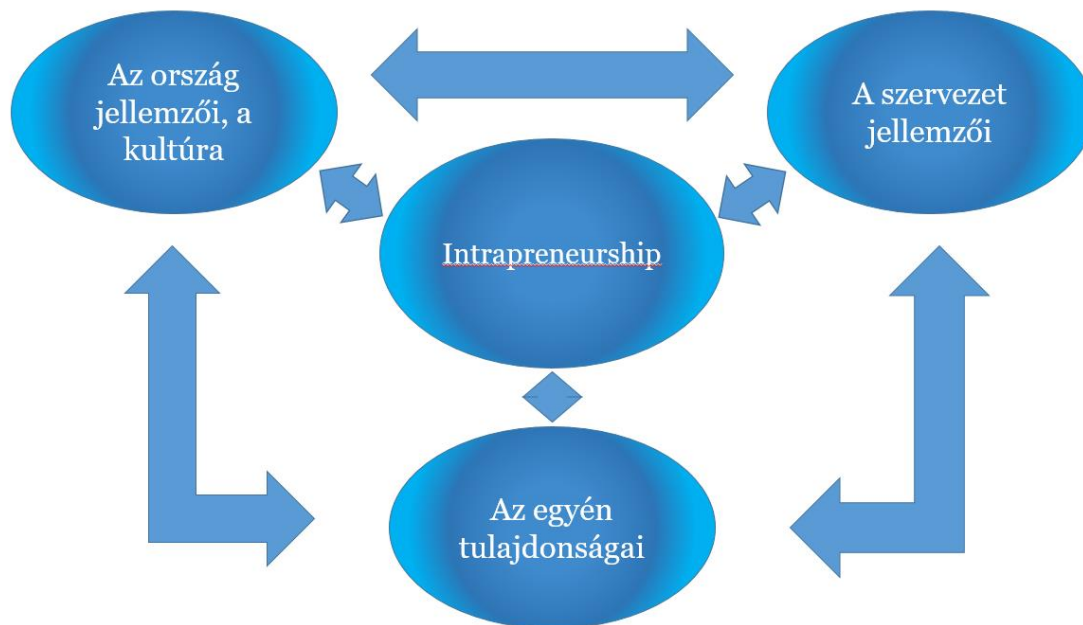 Az ország
jellemzői, a
kultúra
A szervezet
jellemzői
Intrapreneurship
Az egyén
tulajdonságai